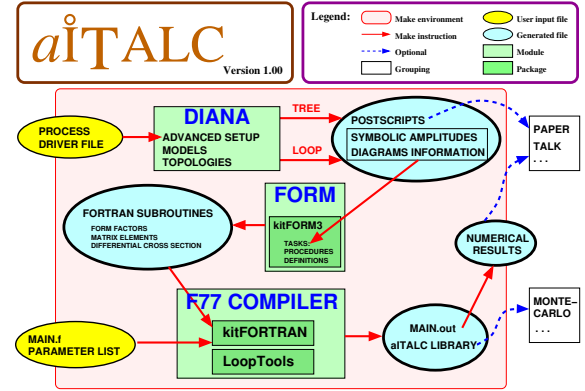 aÎTALC
Version 1.00
Legend:
Make environment
Make instruction
Optional
Grouping
User input file
Generated file
Module
Package
DIANA
ADVANCED SETUP
MODELS
TOPOLOGIES
PROCESS
DRIVER FILE
TREE
LOOP
POSTSCRIPTS
SYMBOLIC AMPLITUDES
DIAGRAMS INFORMATION
PAPER
TALK
...
FORM
kitFORM3
TASKS:
PROCEDURES
DEFINITIONS
FORTRAN SUBROUTINES
FORM FACTORS
MATRIX ELEMENTS
DIFFERENTIAL CROSS SECTION
NUMERICAL
RESULTS
F77 COMPILER
kitFORTRAN
LoopTools
MAIN.f
PARAMETER LIST
MAIN.out
aITALC LIBRARY
MONTE-
CARLO
...